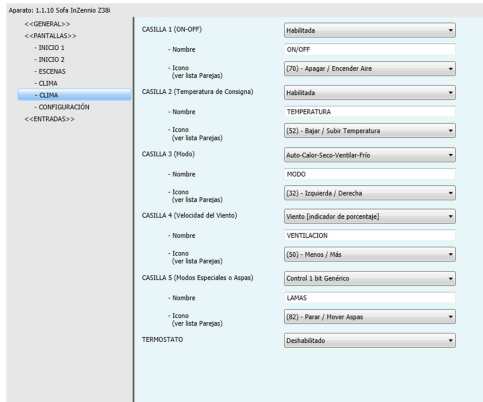 Aparato: 1.1.10 Sofa InZennio Z38i
<<GENERAL>>
<<PANTALLAS>>
- INICIO 1
- INICIO 2
- ESCENAS
- CLIMA
- CLIMA
- CONFIGURACIÓN
<<ENTRADAS>>
CASILLA 1 (ON-OFF) Habilitada
- Nombre ON/OFF
- Icono (70) - Apagar / Encender Aire
(ver lista Parejas)
CASILLA 2 (Temperatura de Consigna) Habilitada
- Nombre TEMPERATURA
- Icono (52) - Bajar / Subir Temperatura
(ver lista Parejas)
CASILLA 3 (Modo) Auto-Calor-Seco-Ventilar-Frío
- Nombre MODO
- Icono (32) - Izquierda / Derecha
(ver lista Parejas)
CASILLA 4 (Velocidad del Viento) Viento [indicador de porcentaje]
- Nombre VENTILACION
- Icono (50) - Menos / Más
(ver lista Parejas)
CASILLA 5 (Modos Especiales o Aspas) Control 1 bit Genérico
- Nombre LAMAS
- Icono (82) - Parar / Mover Aspas
(ver lista Parejas)
TERMOSTATO Deshabilitado